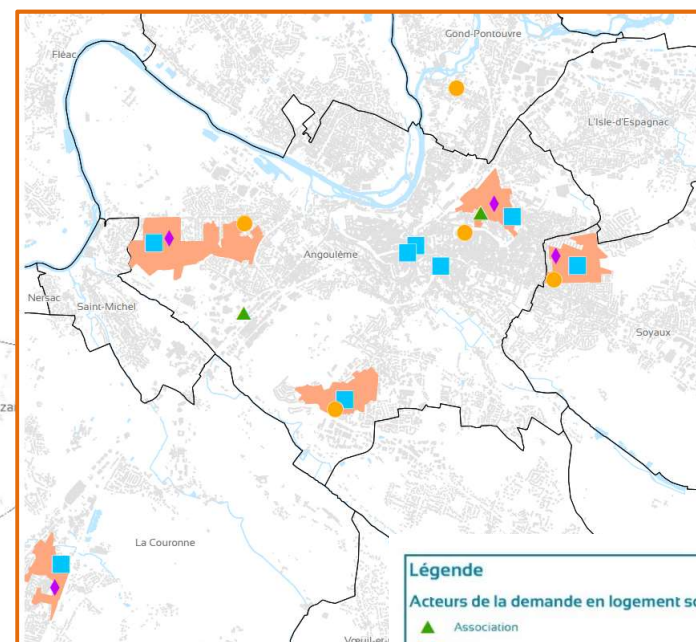 Gond-Pontouvre
Fléac
L'Isle-d'Espagnac
Angoulême
Nersac
Saint-Michel
Soyaux
La Couronne
Légende
Acteurs de la demande en logement so
Association